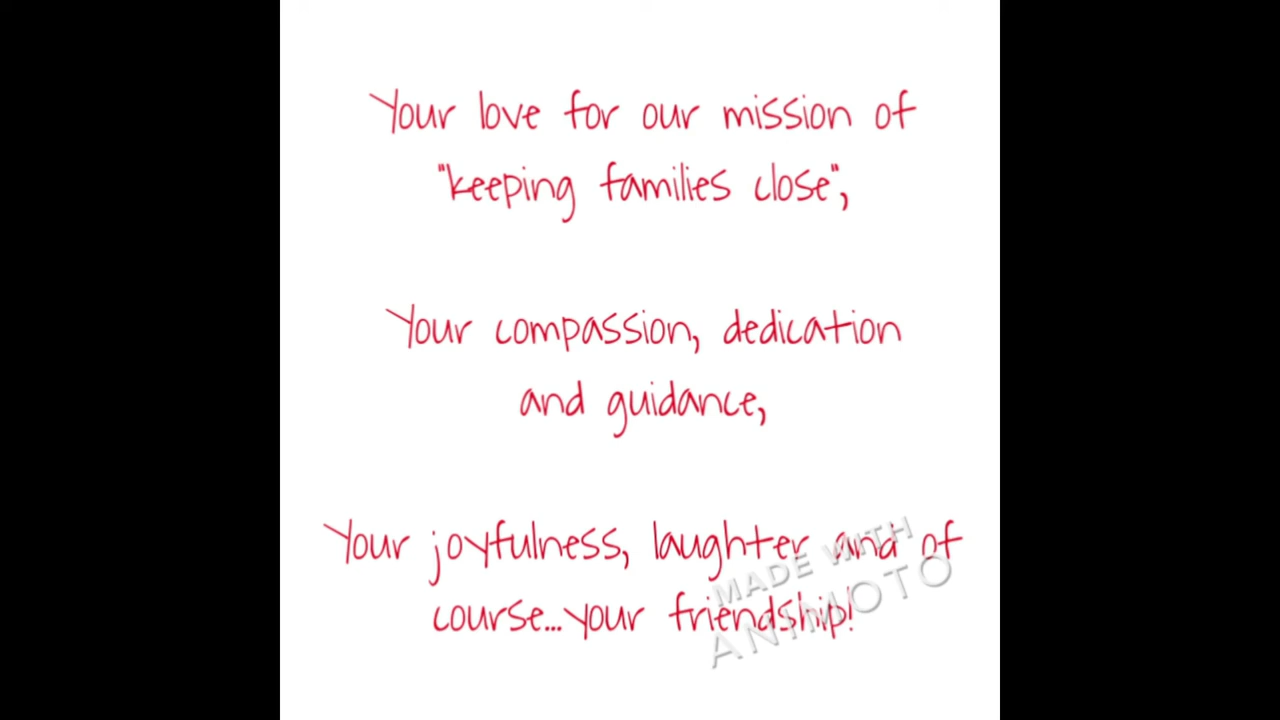 Your love for our mission of
"keeping families close",
Your compassion, dedication
and guidance,
Your joyfulness, laughter and of
course...your friendship!
MADE WITH
ANIMOTO